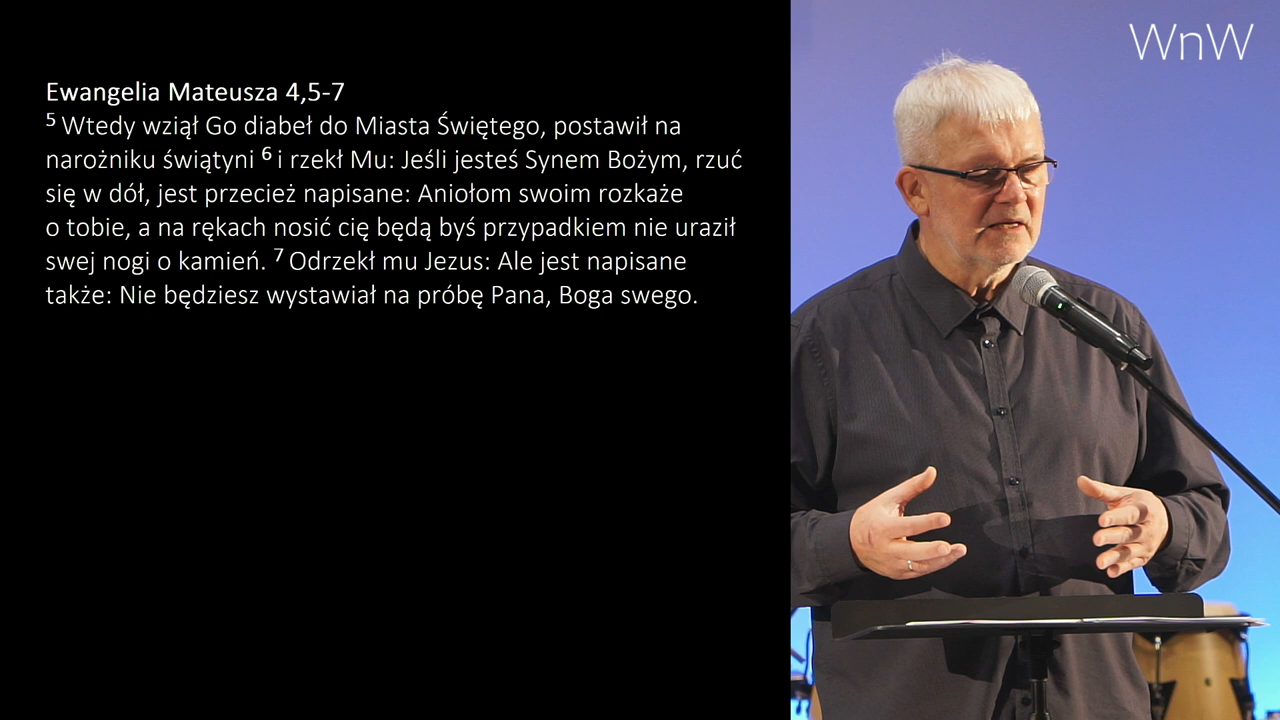 Ewangelia Mateusza 4,5-7
5 Wtedy wziął Go diabeł do Miasta Świętego, postawił na
narożniku świątyni 6 i rzekł Mu: Jeśli jesteś Synem Bożym, rzuć
się w dół, jest przecież napisane: Aniołom swoim rozkaże
o tobie, a na rękach nosić cię będą byś przypadkiem nie uraził
swej nogi o kamień. 7 Odrzekł mu Jezus: Ale jest napisane
także: Nie będziesz wystawiał na próbę Pana, Boga swego.
WnW